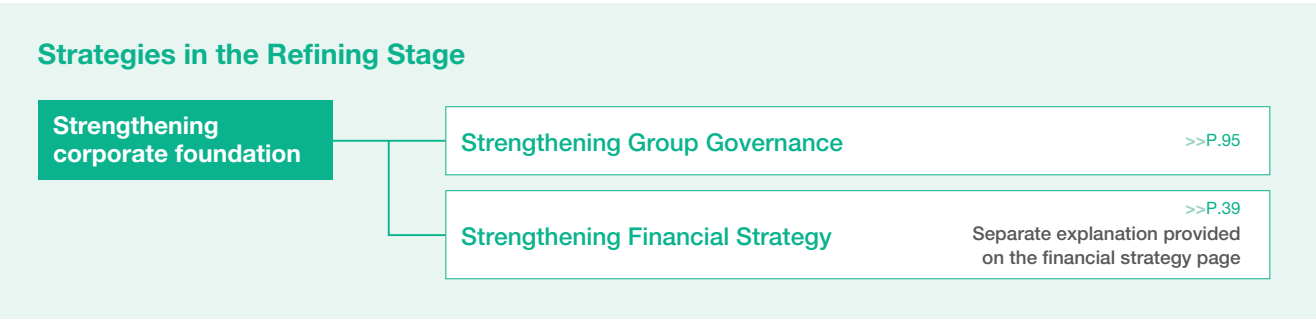 Strategies in the Refining Stage
Strengthening
corporate foundation
Strengthening Group Governance
>>P.95
Strengthening Financial Strategy
>>P.39
Separate explanation provided
on the financial strategy page